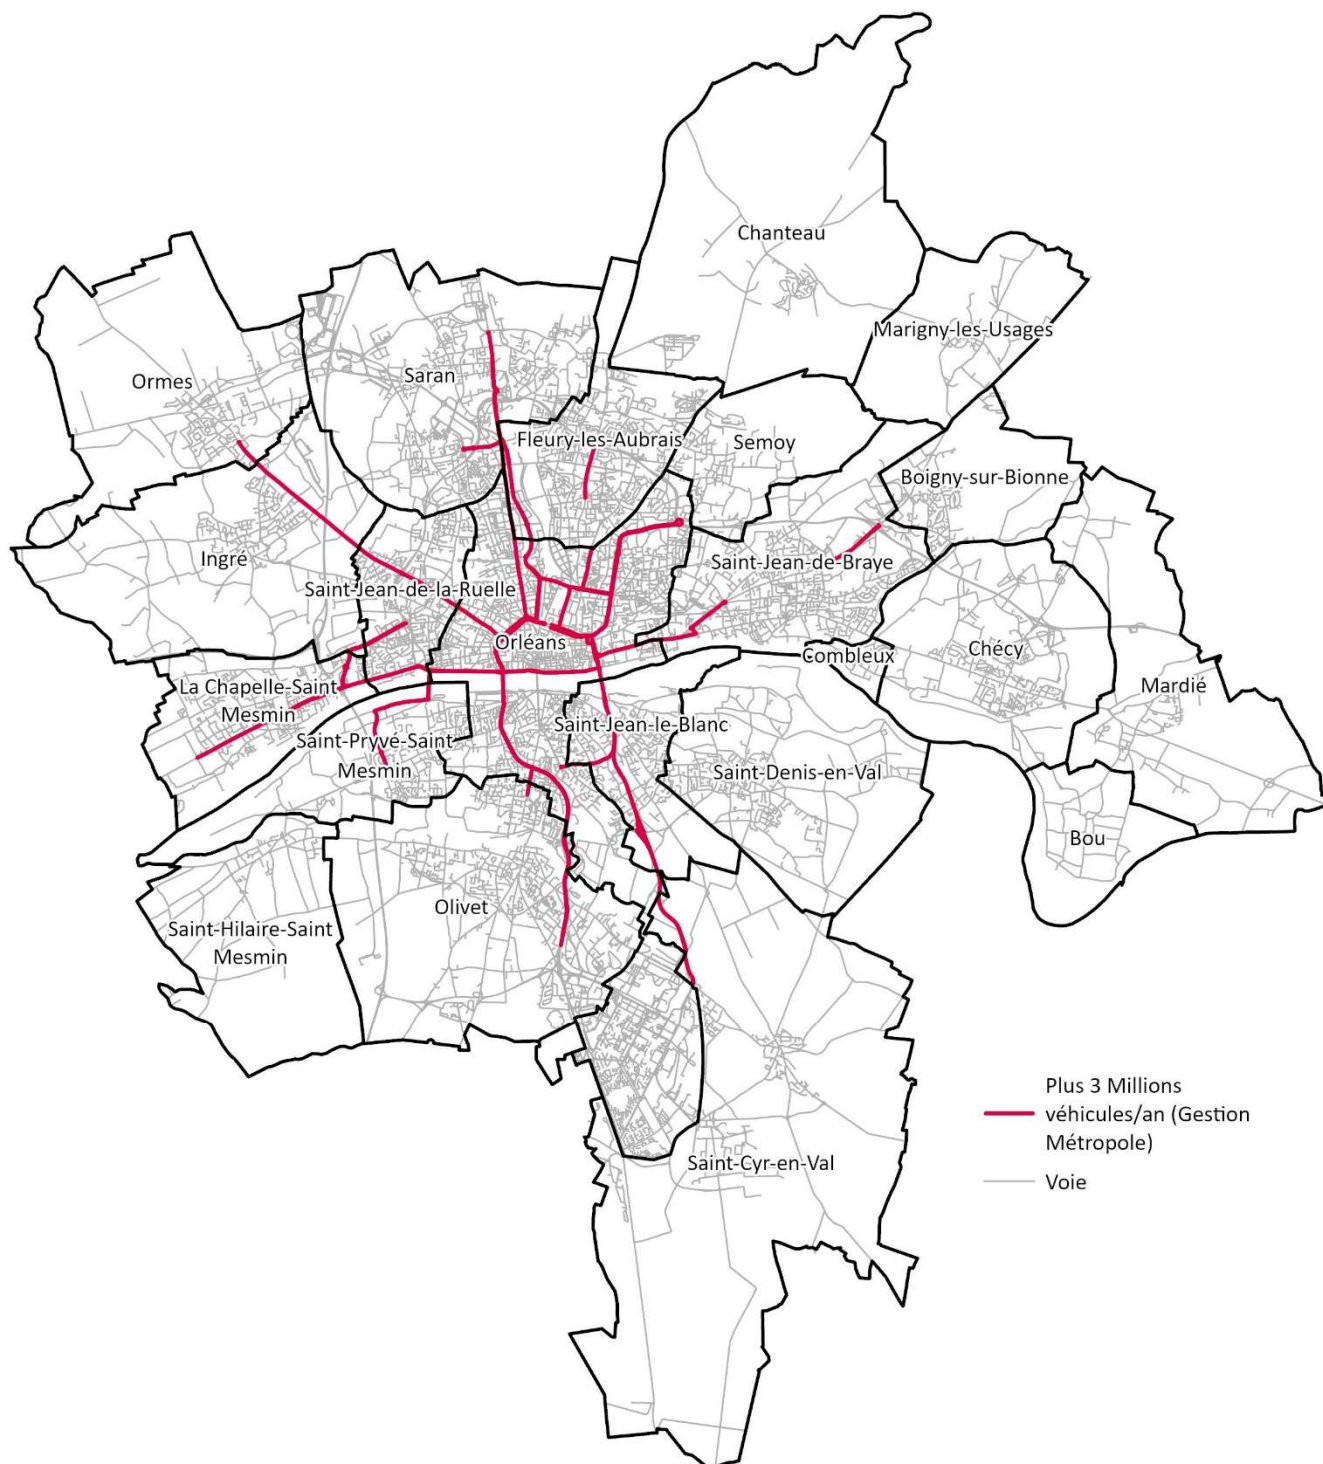 Chanteau
Marigny-les-Usages
Ormes
Saran
Fleury-les-Aubrais
Semoy
Boigny-sur-Bionne
Ingré
Saint-Jean-de-Braye
Saint-Jean-de-la-Ruelle
Orléans
Combleux
Chécy
Mardié
La Chapelle-Saint
Mesmin
Saint-Jean-le-Blanc
Saint-Pryvé-Saint
Mesmin
Saint-Denis-en-Val
Bou
Olivet
Saint-Hilaire-Saint
Mesmin
Saint-Cyr-en-Val
Plus 3 Millions
véhicules/an (Gestion
Métropole)
Voie